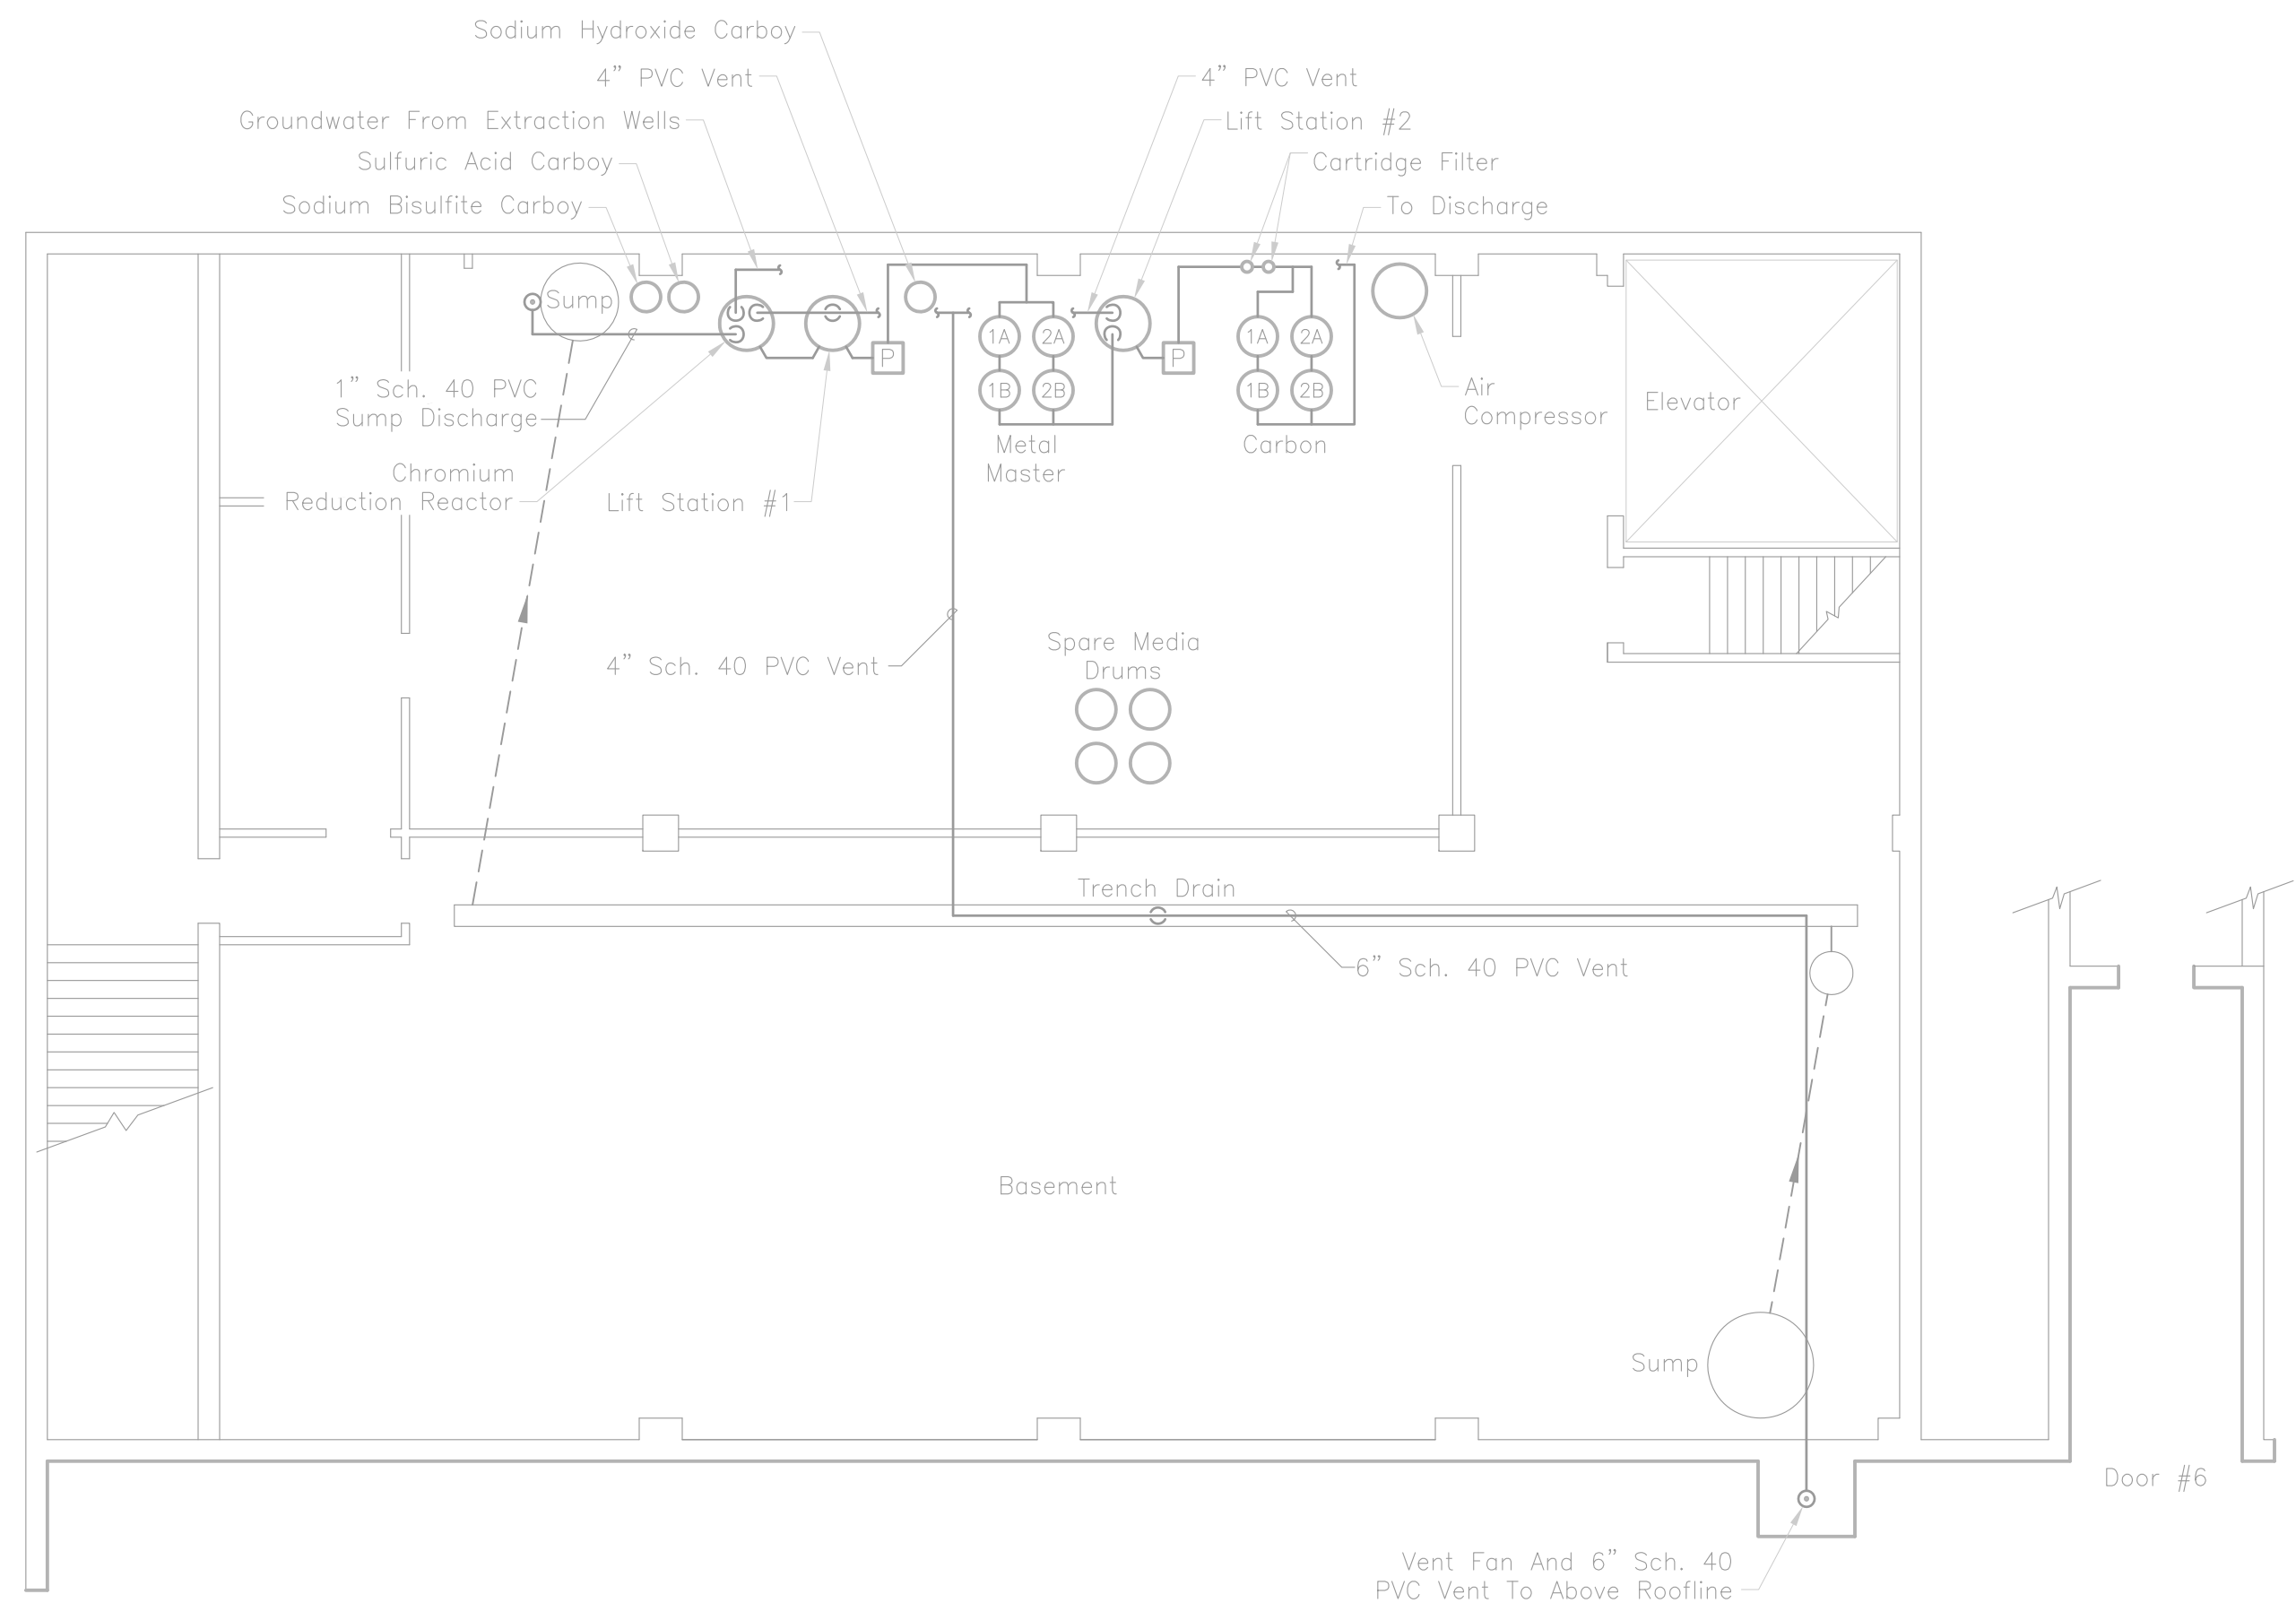 Sodium Hydroxide Carboy
4” PVC Vent
4” PVC Vent
Groundwater From Extraction Wells
Lift Station #2
Sulfuric Acid Carboy
Cartridge Filter
Sodium Bisulfite Carboy
To Discharge
Sump
1A
2A
1A
2A
P
P
1B
2B
1B
2B
1” Sch. 40 PVC
Sump Discharge
Air
Compressor
Elevator
Metal
Master
Carbon
Chromium
Reduction Reactor
Lift Station #1
4” Sch. 40 PVC Vent
Spare Media
Drums
Trench Drain
6” Sch. 40 PVC Vent
Basement
Sump
Door #6
Vent Fan And 6” Sch. 40
PVC Vent To Above Roofline